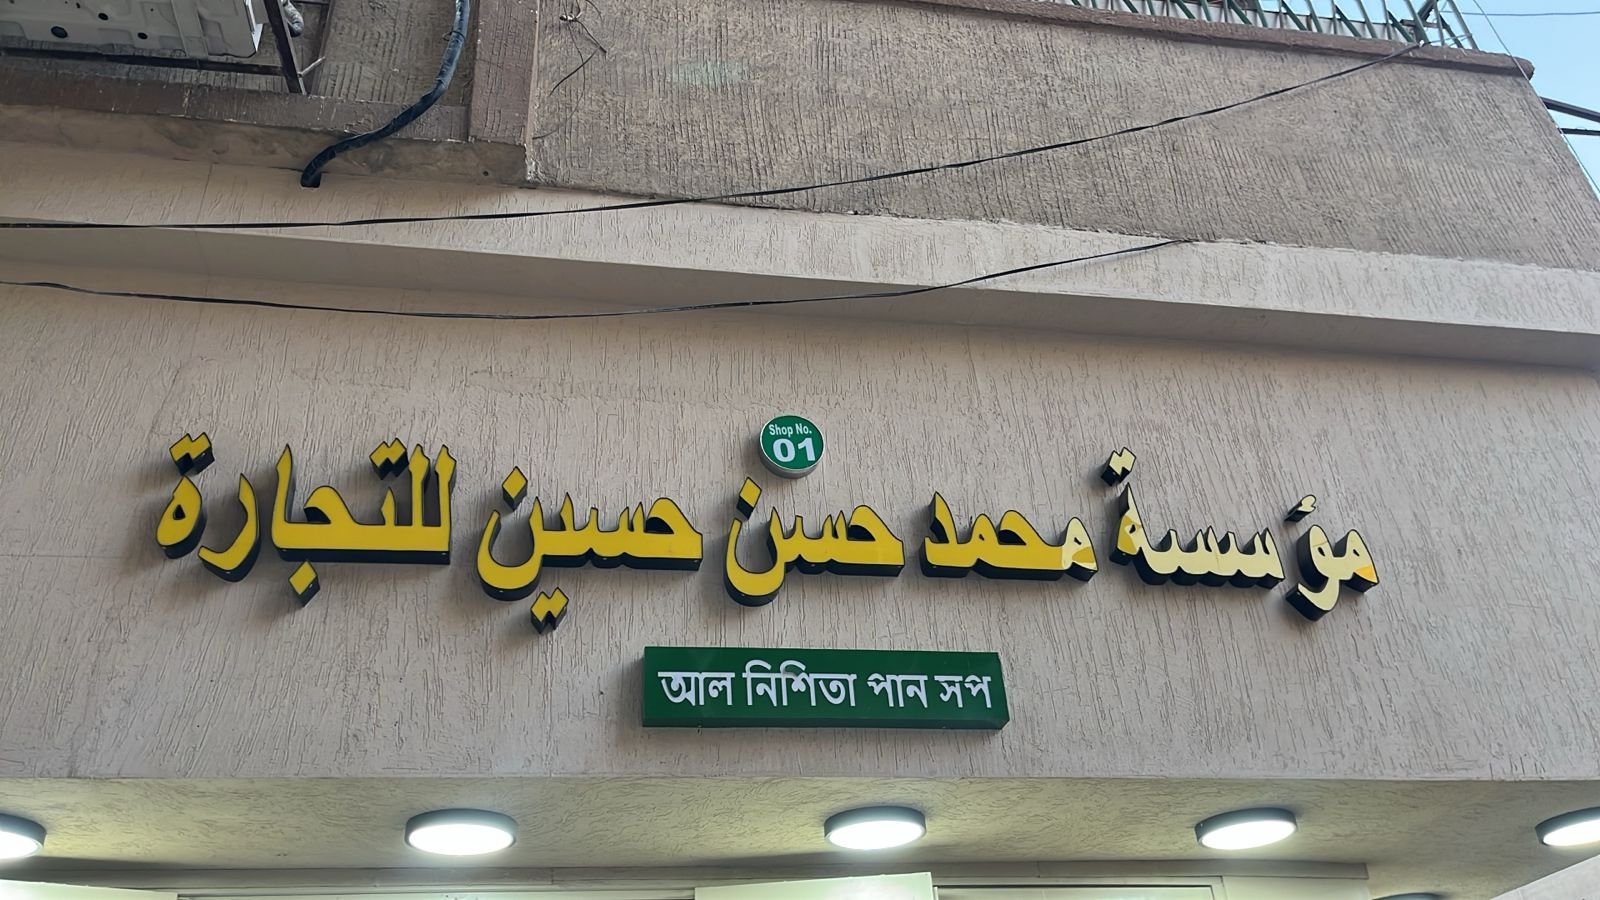 Shop No.
01
مؤسسة محمد حسن حسين للتجارة
আল নিশিতা পান সপ